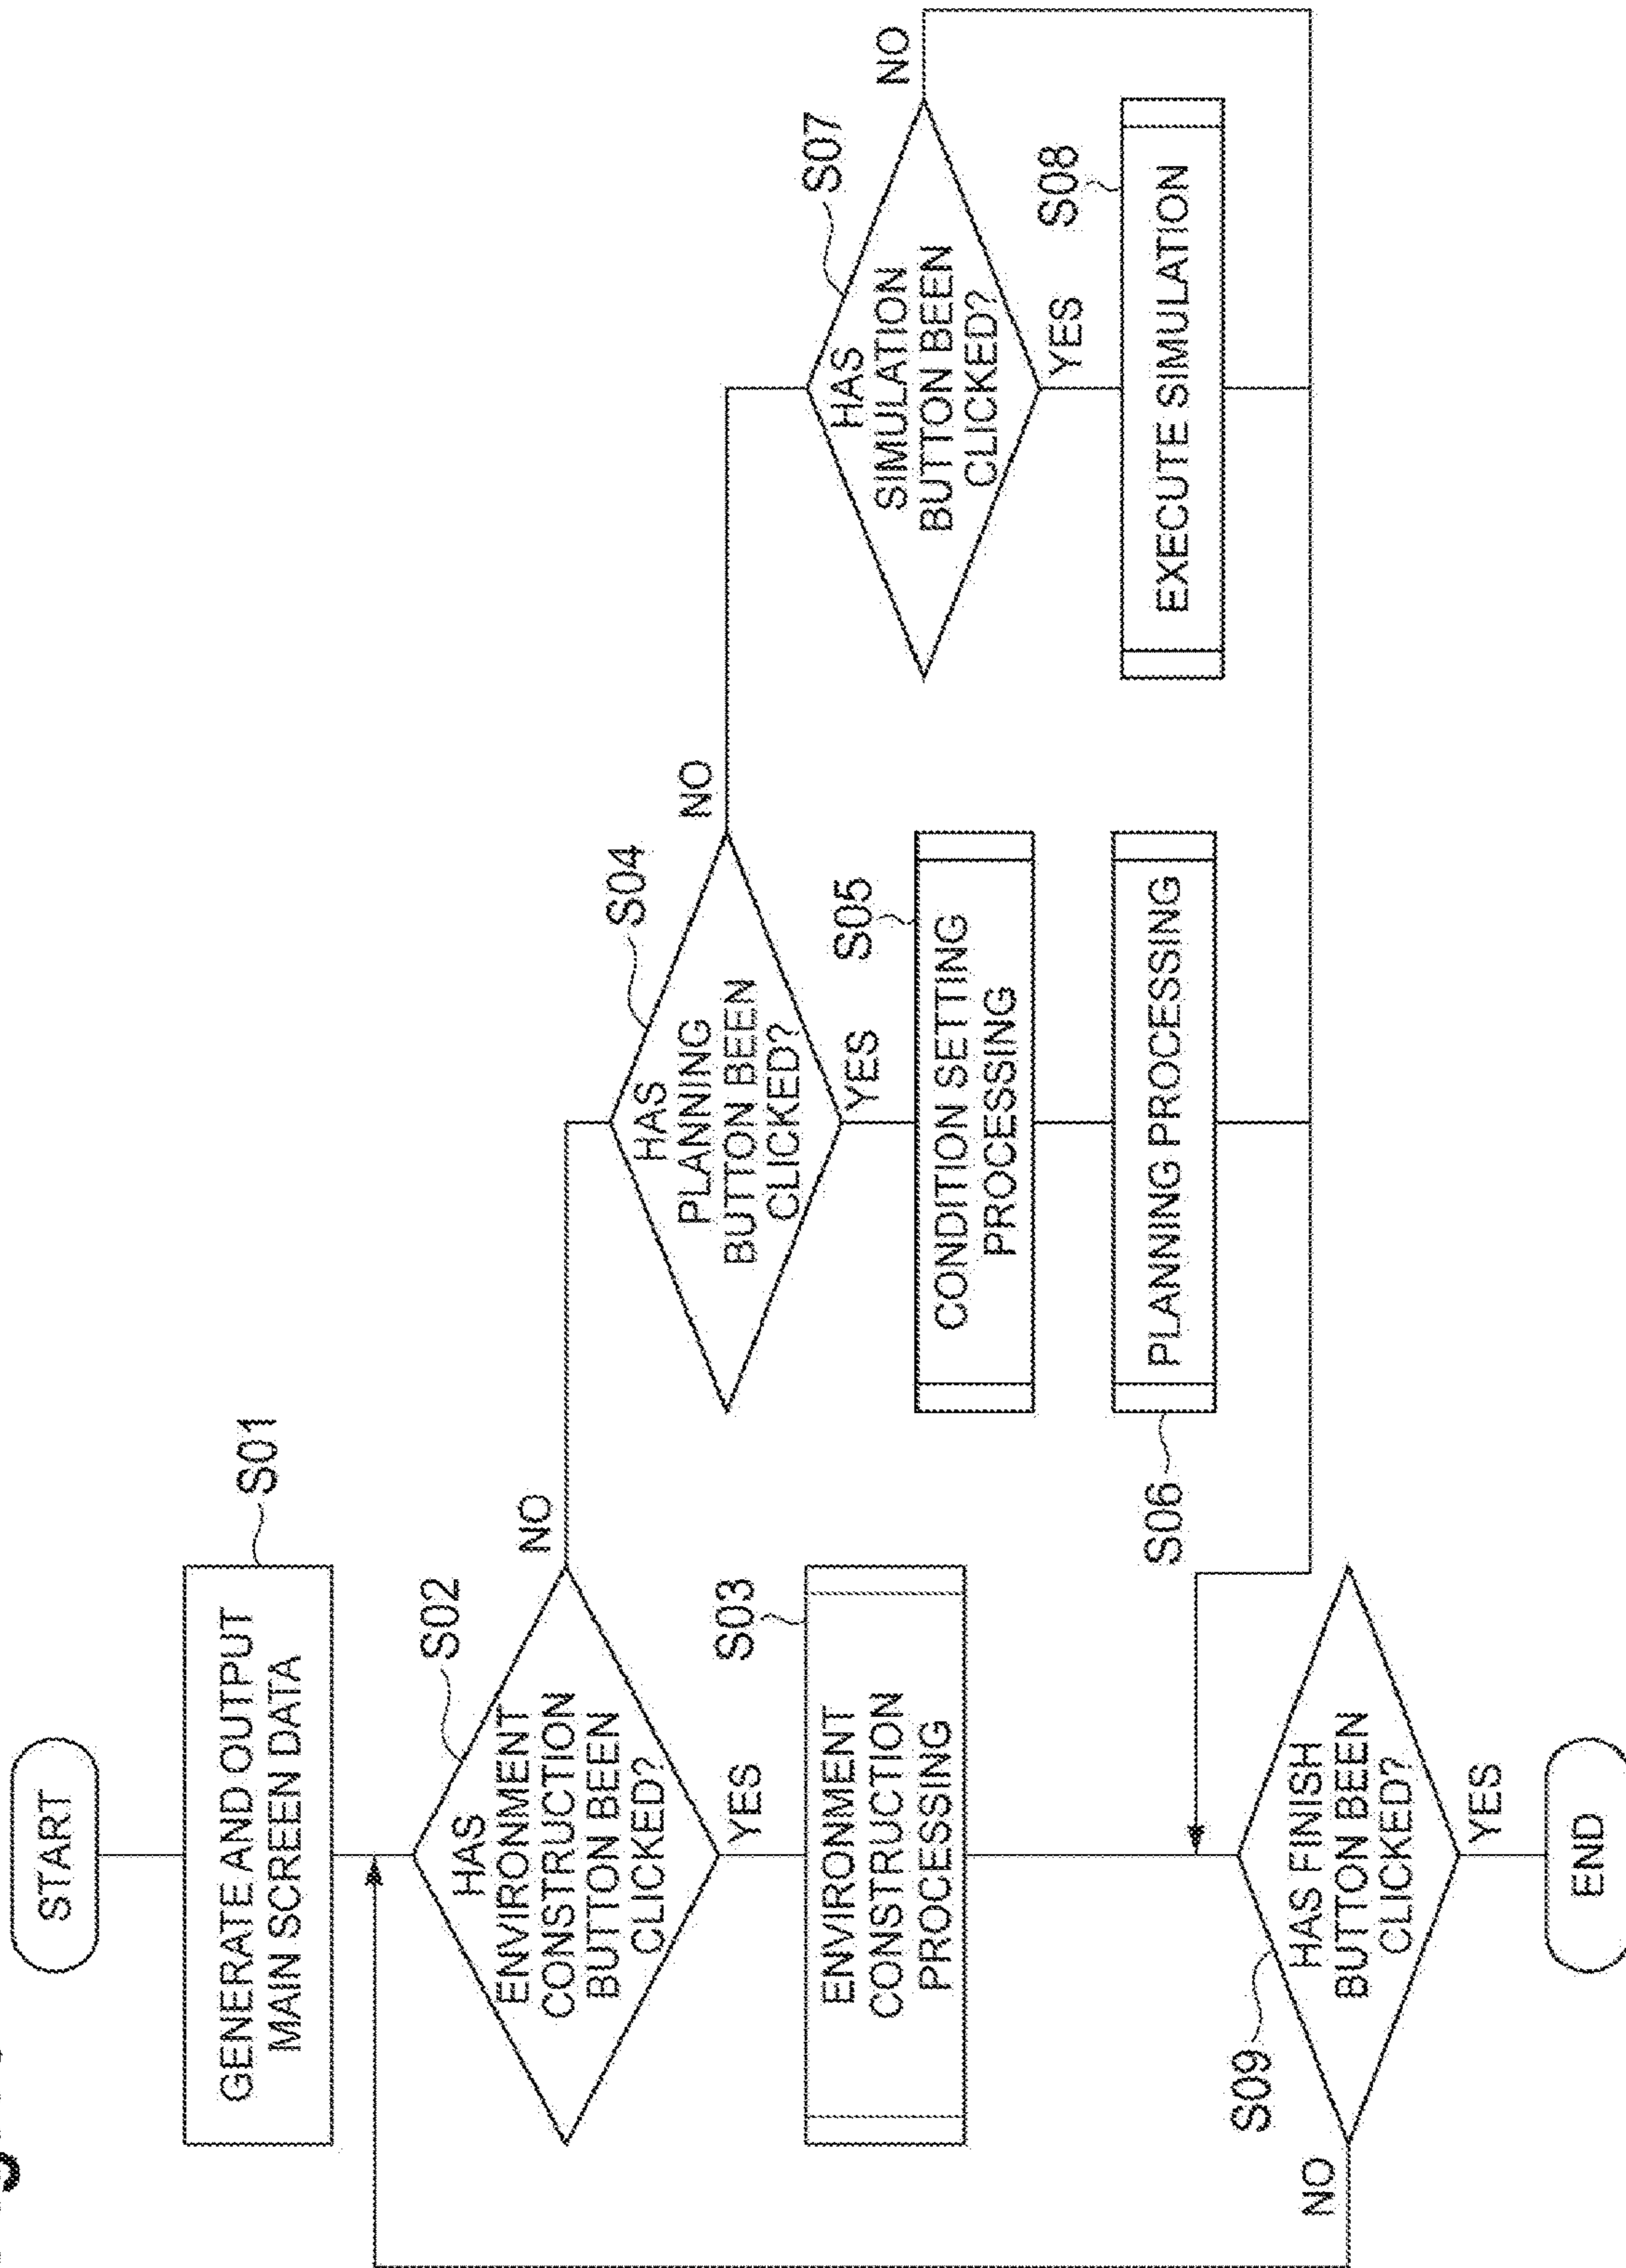 START
GENERATE AND OUTPUT
MAIN SCREEN DATA
S01
HAS
ENVIRONMENT
CONSTRUCTION
BUTTON BEEN
CLICKED?
S02
NO
YES
ENVIRONMENT
CONSTRUCTION
PROCESSING
S03
HAS
PLANNING
BUTTON BEEN
CLICKED?
S04
NO
YES
CONDITION SETTING
PROCESSING
S05
PLANNING PROCESSING
S06
HAS
SIMULATION
BUTTON BEEN
CLICKED?
S07
NO
YES
EXECUTE SIMULATION
S08
HAS FINISH
BUTTON BEEN
CLICKED?
S09
NO
YES
END